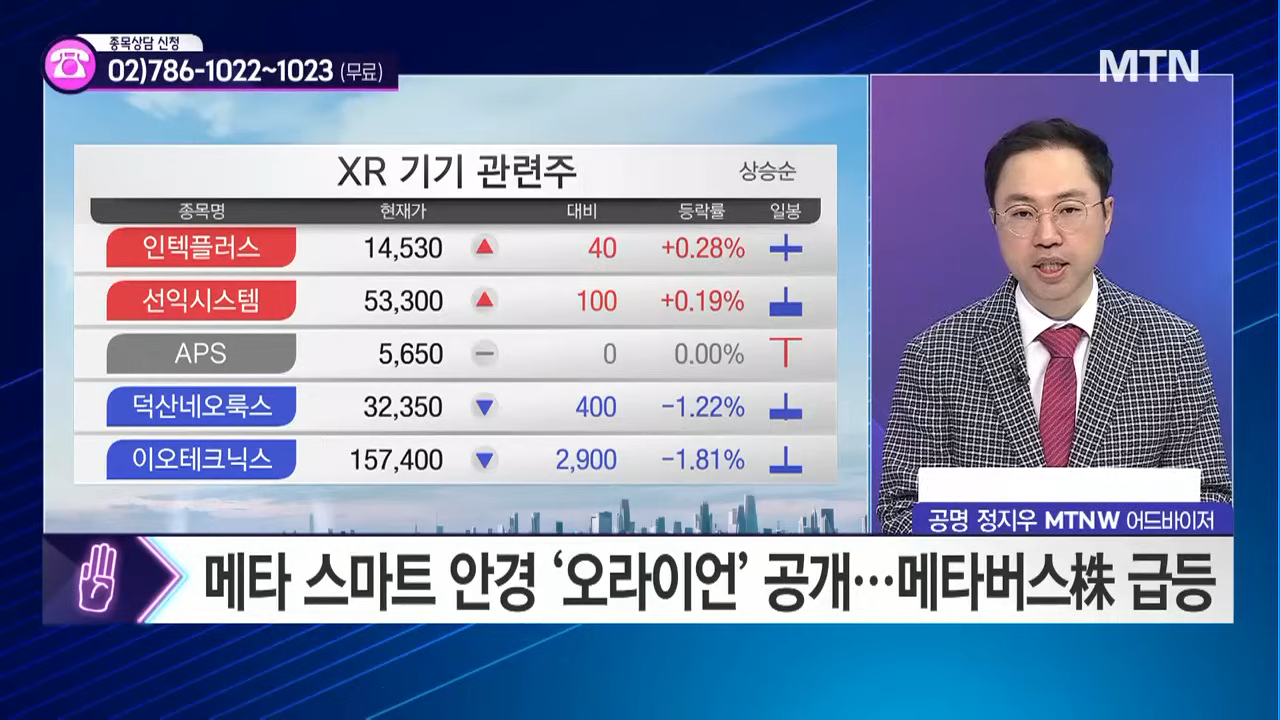 종목상담 신청
02)786-1022~1023 (무료)
MTN
XR 기기 관련주
상승순
종목명 현재가 대비 등락률 일봉
인텍플러스 14,530 ▲ 40 +0.28%
선익시스템 53,300 ▲ 100 +0.19%
APS 5,650 - 0 0.00%
덕산네오룩스 32,350 ▼ 400 -1.22%
이오테크닉스 157,400 ▼ 2,900 -1.81%
공명 정지우 MTNW 어드바이저
메타 스마트 안경 ‘오라이언’ 공개…메타버스株 급등